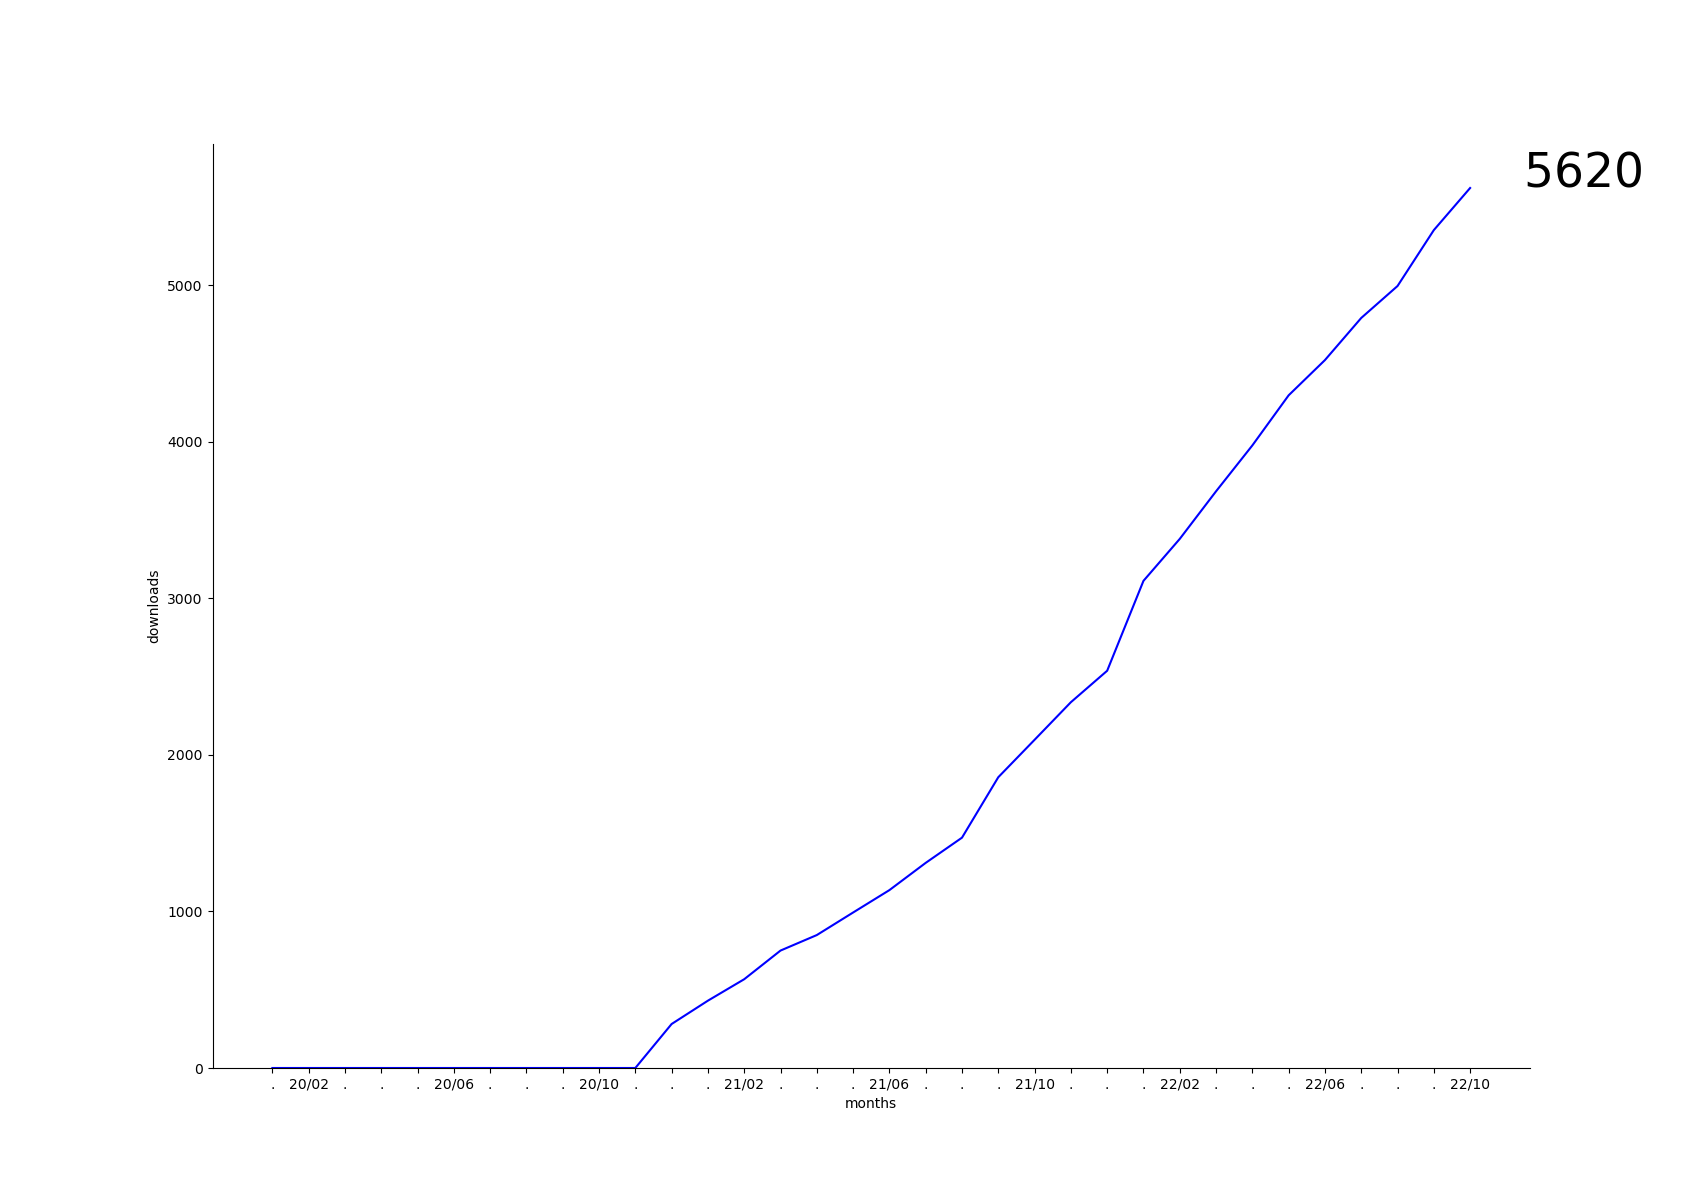 5620
5000
4000
3000
2000
1000
0
downloads
. 20/02 . . . 20/06 . . . 20/10 . . . 21/02 . . . 21/06 . . . 21/10 . . . 22/02 . . . 22/06 . . . 22/10
months